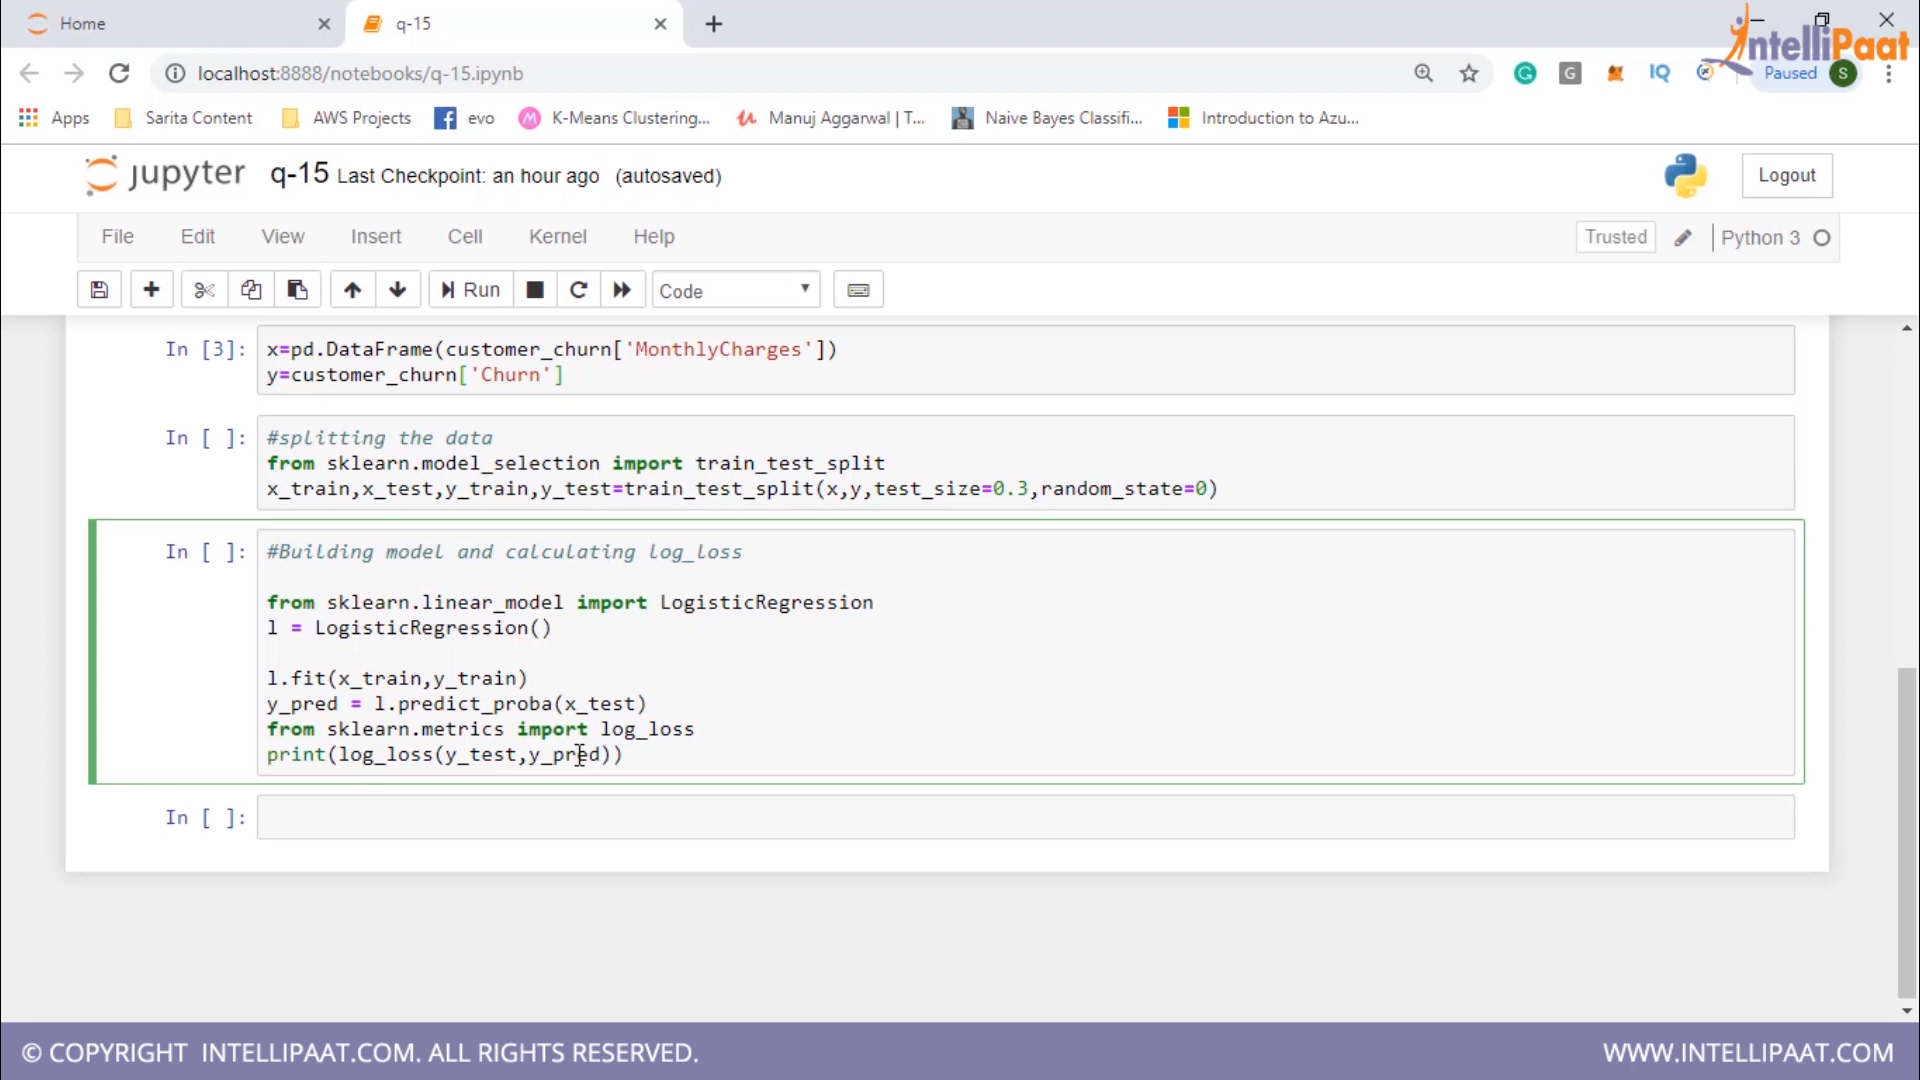 Home
q-15
IntelliPaat
localhost:8888/notebooks/q-15.ipynb
G
IQ
Paused
S
Apps
Sarita Content
AWS Projects
evo
K-Means Clustering...
Manuj Aggarwal | T...
Naive Bayes Classifi...
Introduction to Azu...
jupyter q-15 Last Checkpoint: an hour ago (autosaved)
Logout
File Edit View Insert Cell Kernel Help
Trusted
Python 3
Run
Code
In [3]: x=pd.DataFrame(customer_churn['MonthlyCharges'])
y=customer_churn['Churn']
In [ ]: #splitting the data
from sklearn.model_selection import train_test_split
x_train,x_test,y_train,y_test=train_test_split(x,y,test_size=0.3,random_state=0)
In [ ]: #Building model and calculating log_loss
from sklearn.linear_model import LogisticRegression
l = LogisticRegression()
l.fit(x_train,y_train)
y_pred = l.predict_proba(x_test)
from sklearn.metrics import log_loss
print(log_loss(y_test,y_pred))
In [ ]:
© COPYRIGHT INTELLIPAAT.COM. ALL RIGHTS RESERVED.
WWW.INTELLIPAAT.COM